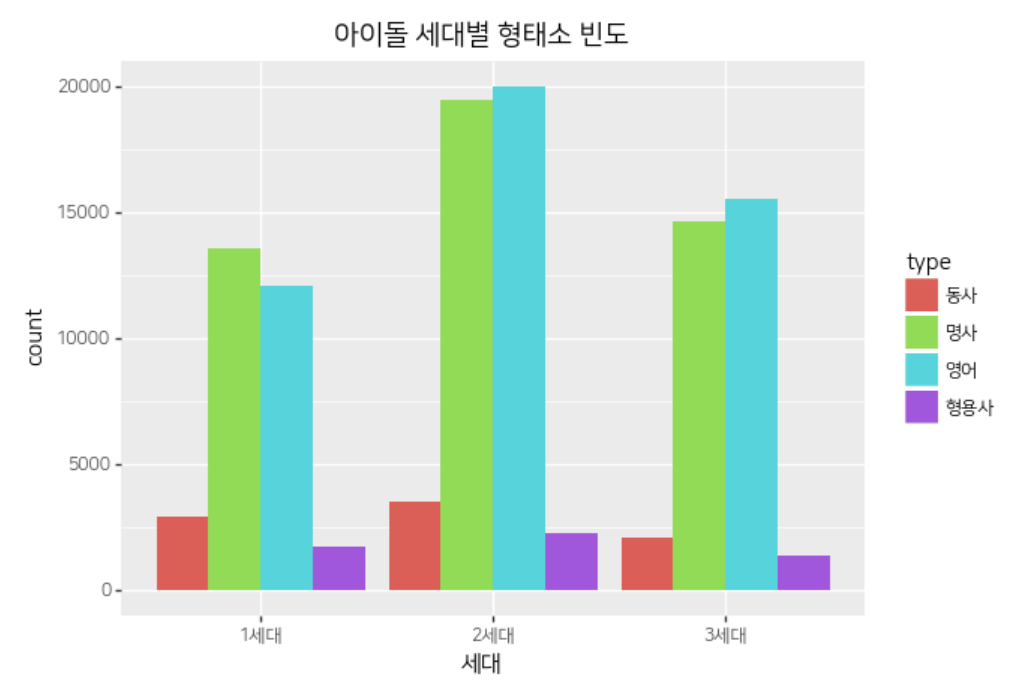 아이돌 세대별 형태소 빈도
20000
15000
10000
5000
0
count
1세대 2세대 3세대
세대
type
동사
명사
영어
형용사